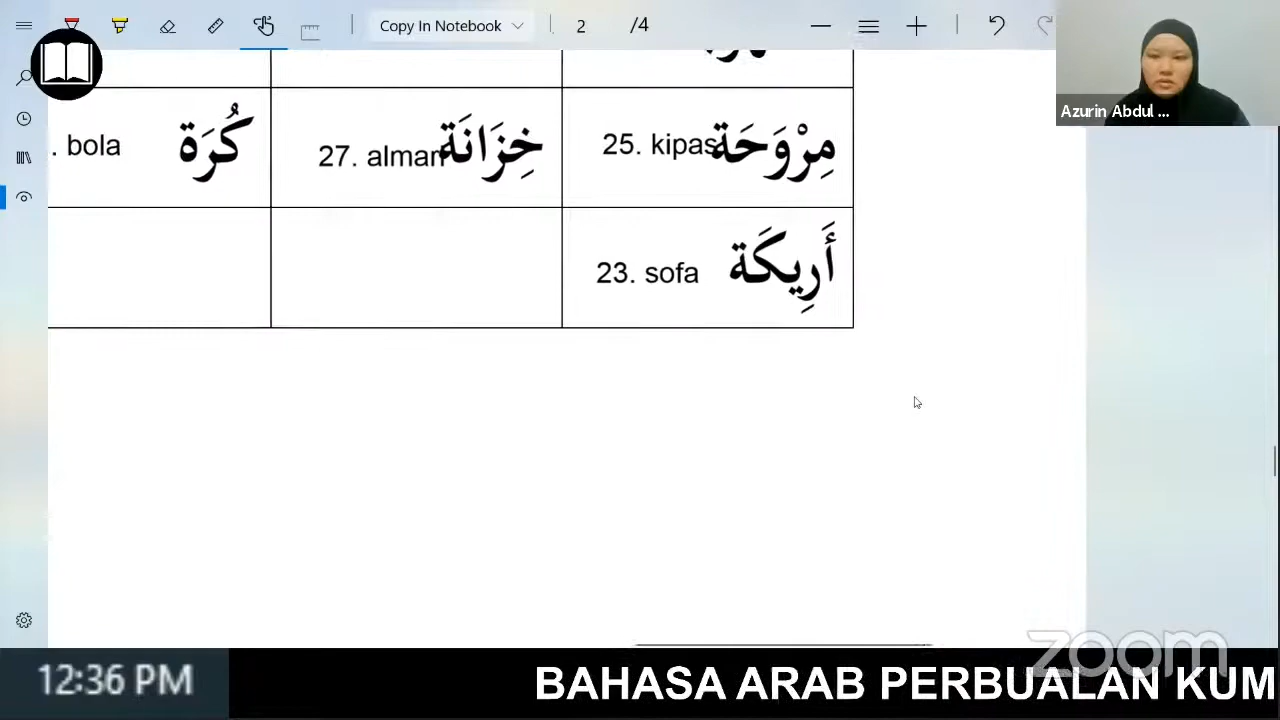 Copy In Notebook
2 /4
Azurin Abdul ...
. bola كُرَة
27. almari خِزَانَة
25. kipas مِرْوَحَة
23. sofa أَرِيكَة
zoom
12:36 PM
BAHASA ARAB PERBUALAN KUM